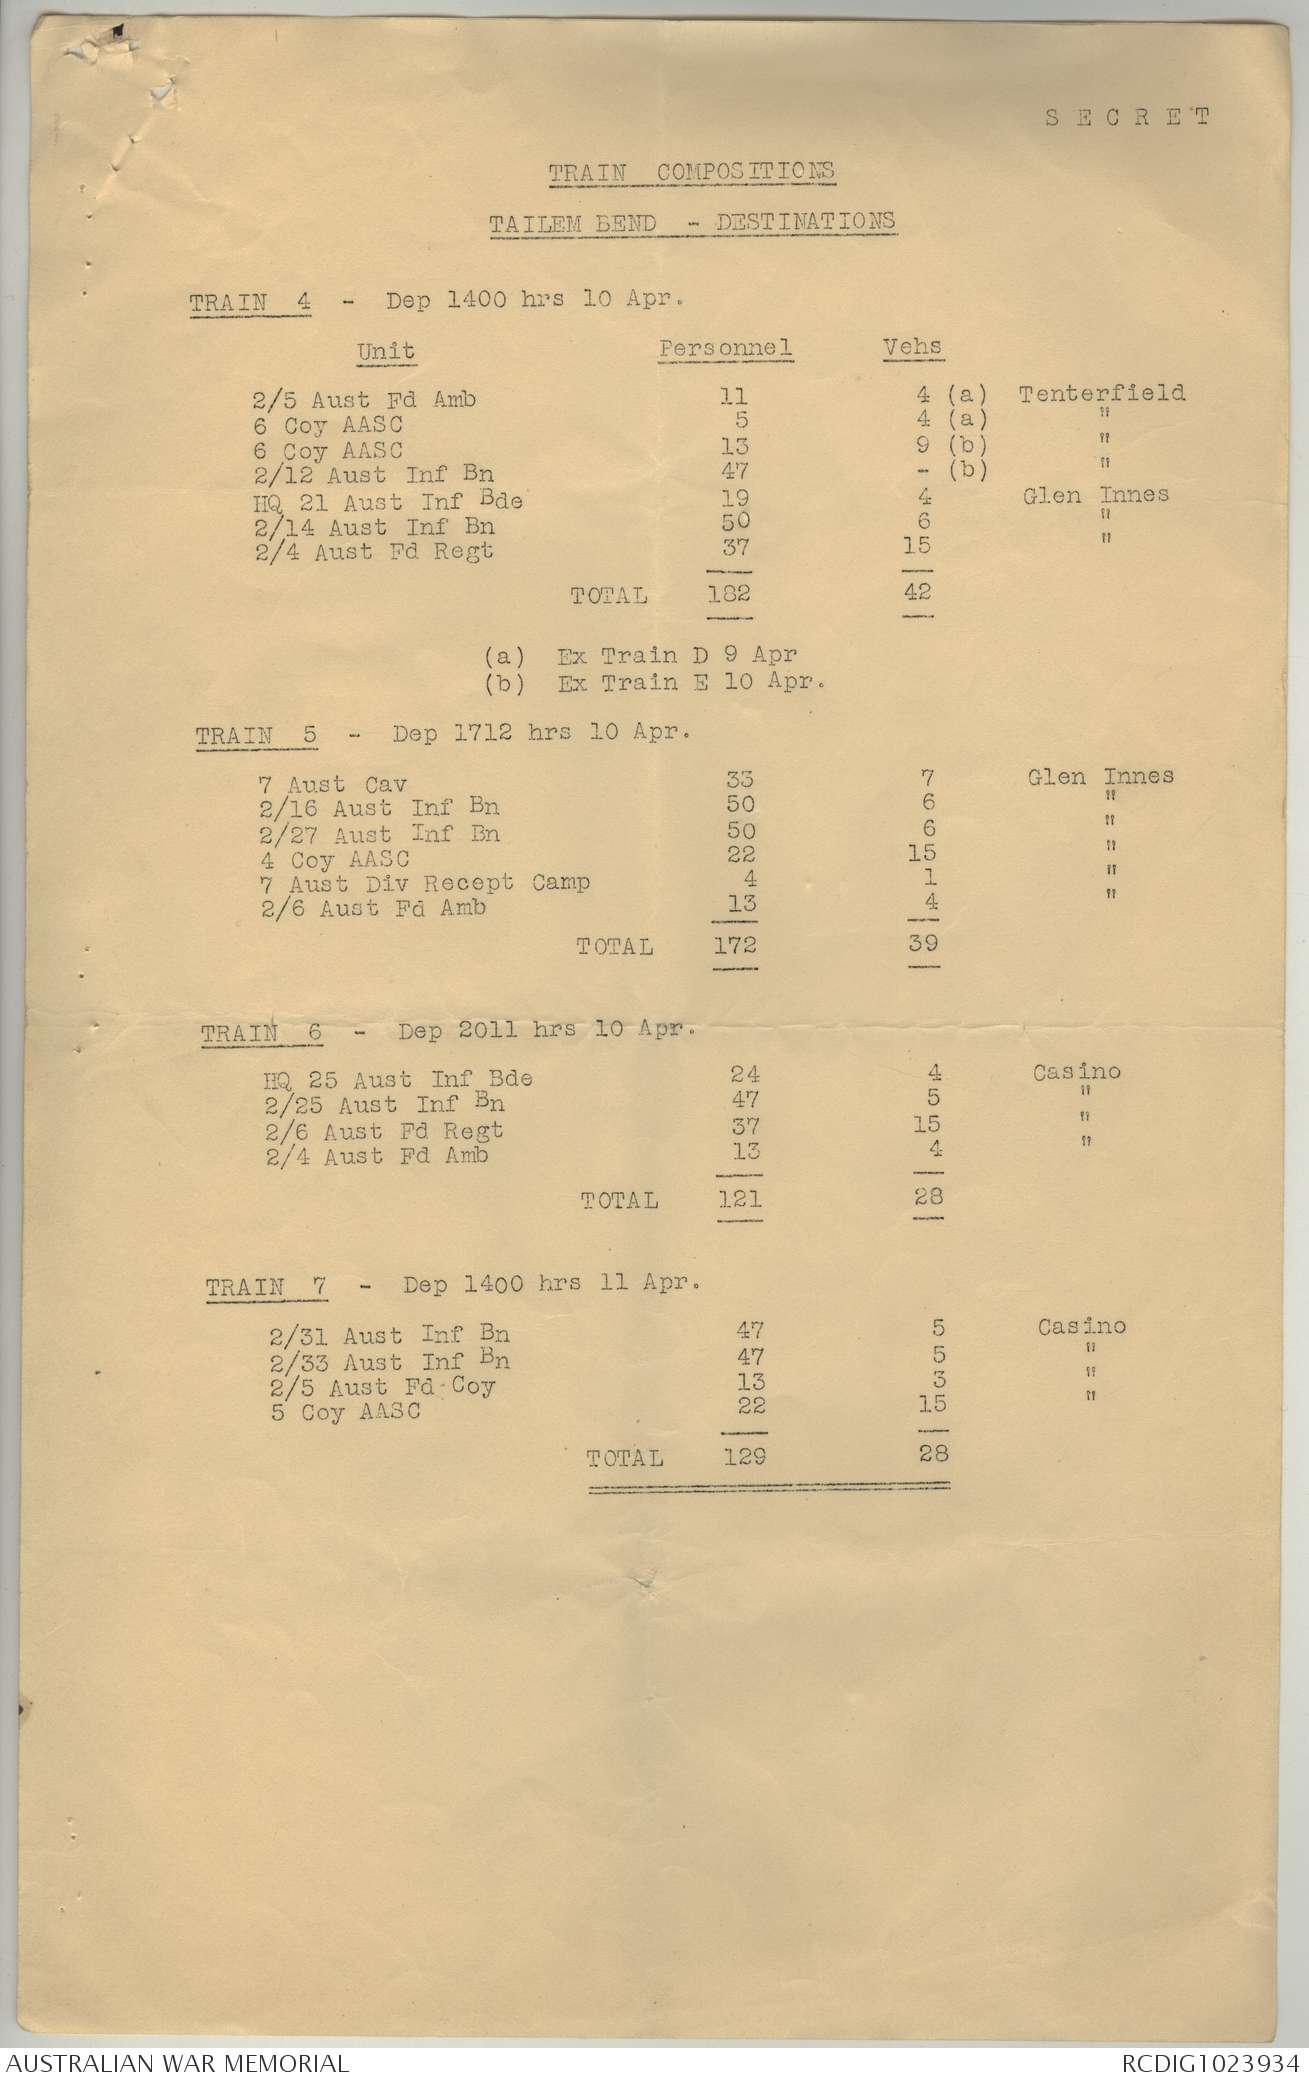 S E C R E T
TRAIN COMPOSITIONS
TAILEM BEND - DESTINATIONS
TRAIN 4 - Dep 1400 hrs 10 Apr.
Unit Personnel Vehs
2/5 Aust Fd Amb 11 4 (a) Tenterfield
6 Coy AASC 5 4 (a) "
6 Coy AASC 13 9 (b) "
2/12 Aust Inf Bn 47 - (b) "
HQ 21 Aust Inf Bde 19 4 Glen Innes
2/14 Aust Inf Bn 50 6 "
2/4 Aust Fd Regt 37 15 "
TOTAL 182 42
(a) Ex Train D 9 Apr
(b) Ex Train E 10 Apr.
TRAIN 5 - Dep 1712 hrs 10 Apr.
7 Aust Cav 33 7 Glen Innes
2/16 Aust Inf Bn 50 6 "
2/27 Aust Inf Bn 50 6 "
4 Coy AASC 22 15 "
7 Aust Div Recept Camp 4 1 "
2/6 Aust Fd Amb 13 4 "
TOTAL 172 39
TRAIN 6 - Dep 2011 hrs 10 Apr.
HQ 25 Aust Inf Bde 24 4 Casino
2/25 Aust Inf Bn 47 5 "
2/6 Aust Fd Regt 37 15 "
2/4 Aust Fd Amb 13 4 "
TOTAL 121 28
TRAIN 7 - Dep 1400 hrs 11 Apr.
2/31 Aust Inf Bn 47 5 Casino
2/33 Aust Inf Bn 47 5 "
2/5 Aust Fd Coy 13 3 "
5 Coy AASC 22 15 "
TOTAL 129 28
AUSTRALIAN WAR MEMORIAL RCDIG1023934